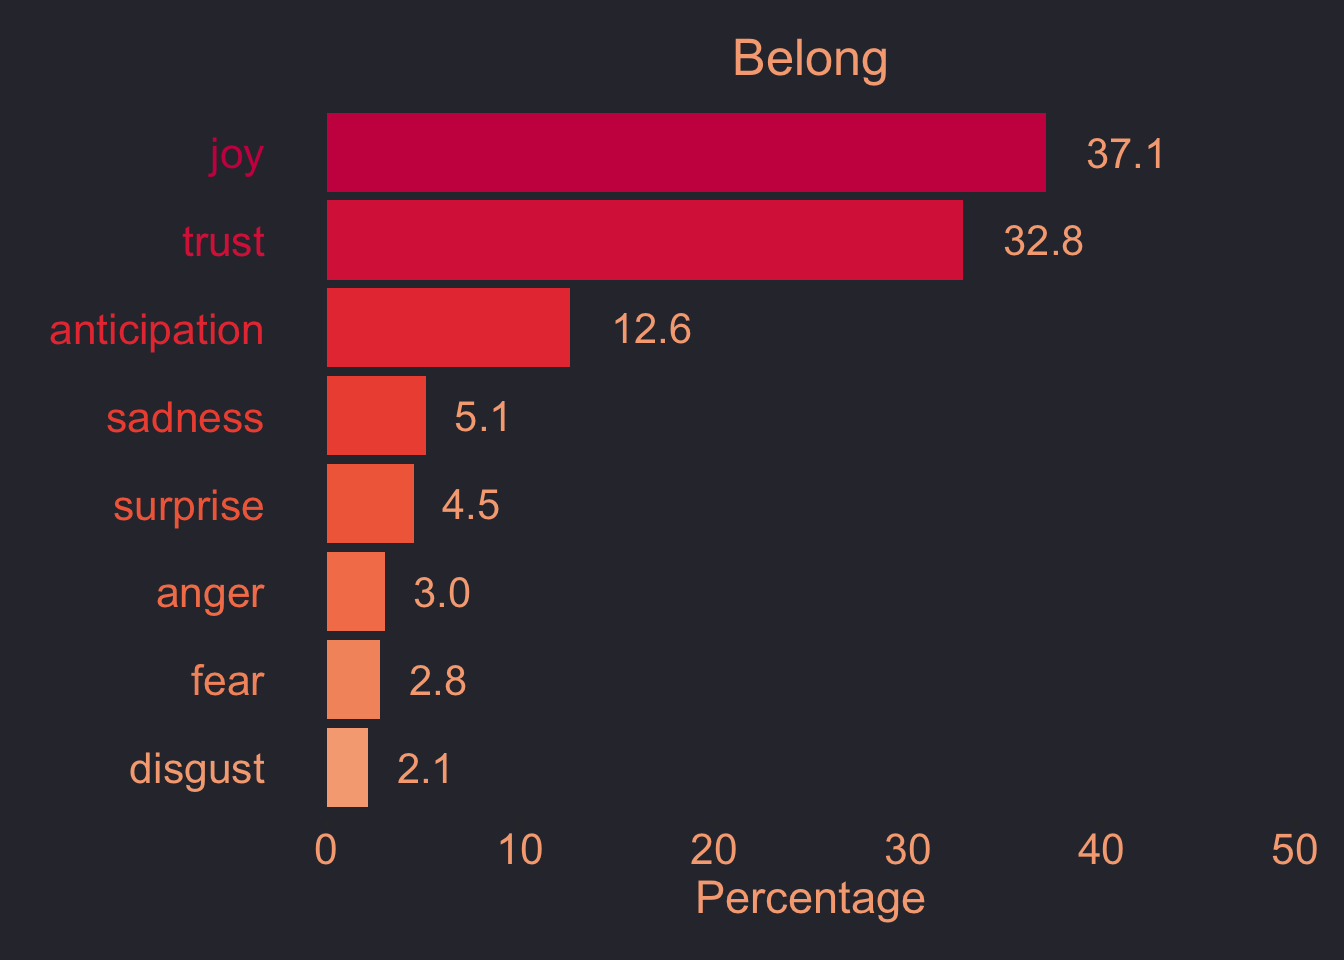 Belong
joy 37.1
trust 32.8
anticipation 12.6
sadness 5.1
surprise 4.5
anger 3.0
fear 2.8
disgust 2.1
0 10 20 30 40 50
Percentage